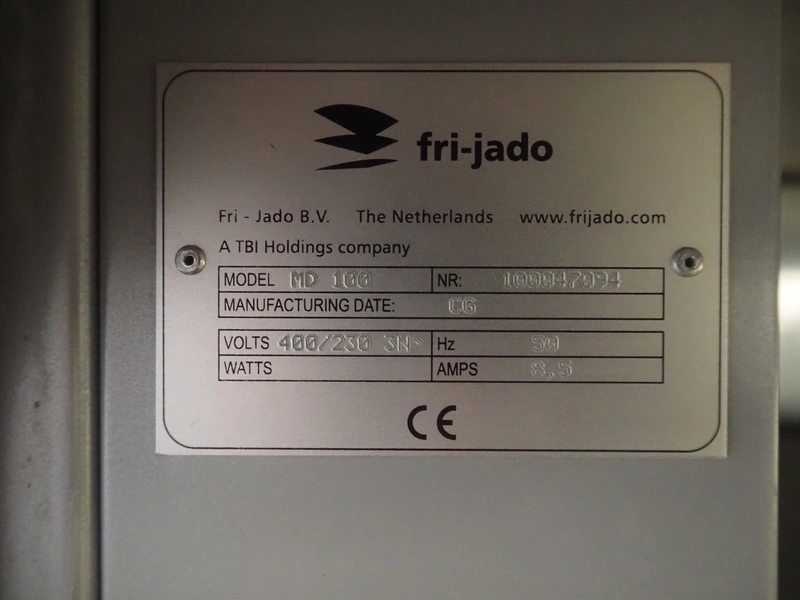 fri-jado
Fri - Jado B.V. The Netherlands www.frijado.com
A TBI Holdings company
MODEL MD 100 NR: 100047094
MANUFACTURING DATE: CG
VOLTS 400/230 3N~ Hz 50
WATTS AMPS 8.5
CE